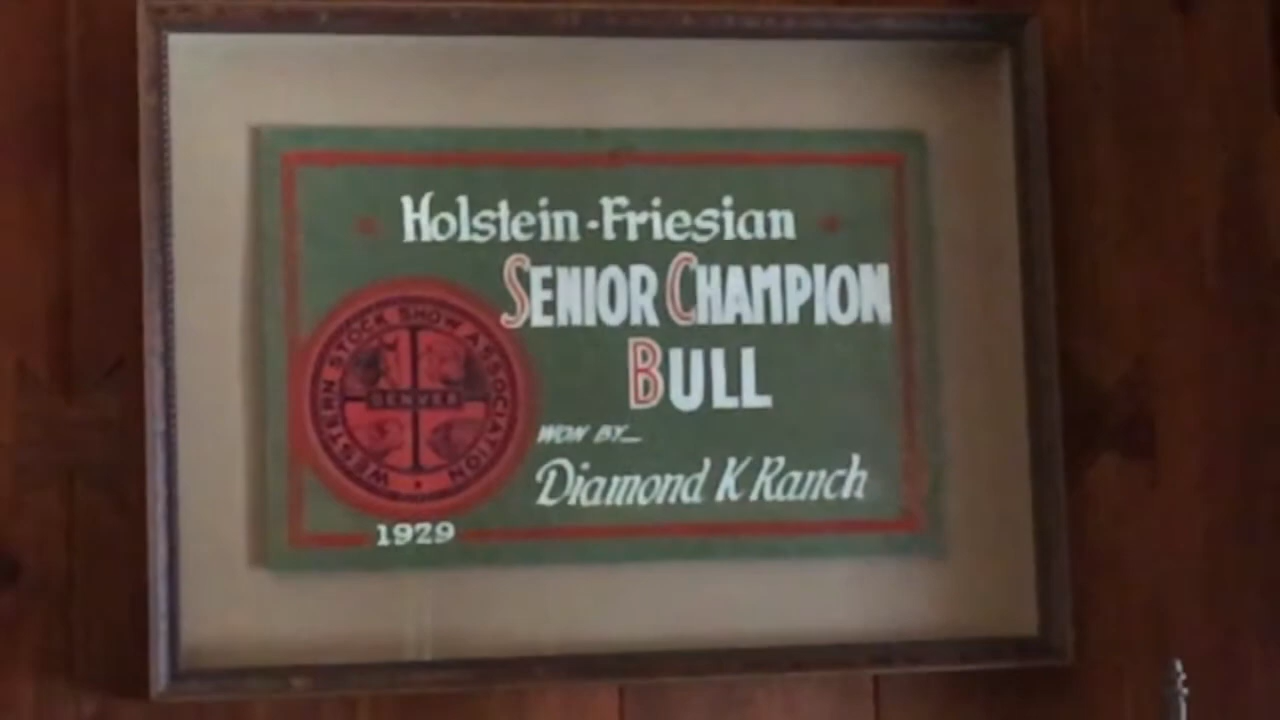 Holstein-Friesian
SENIOR CHAMPION
BULL
WON BY...
Diamond K Ranch
WESTERN STOCK SHOW ASSOCIATION
DENVER
1929